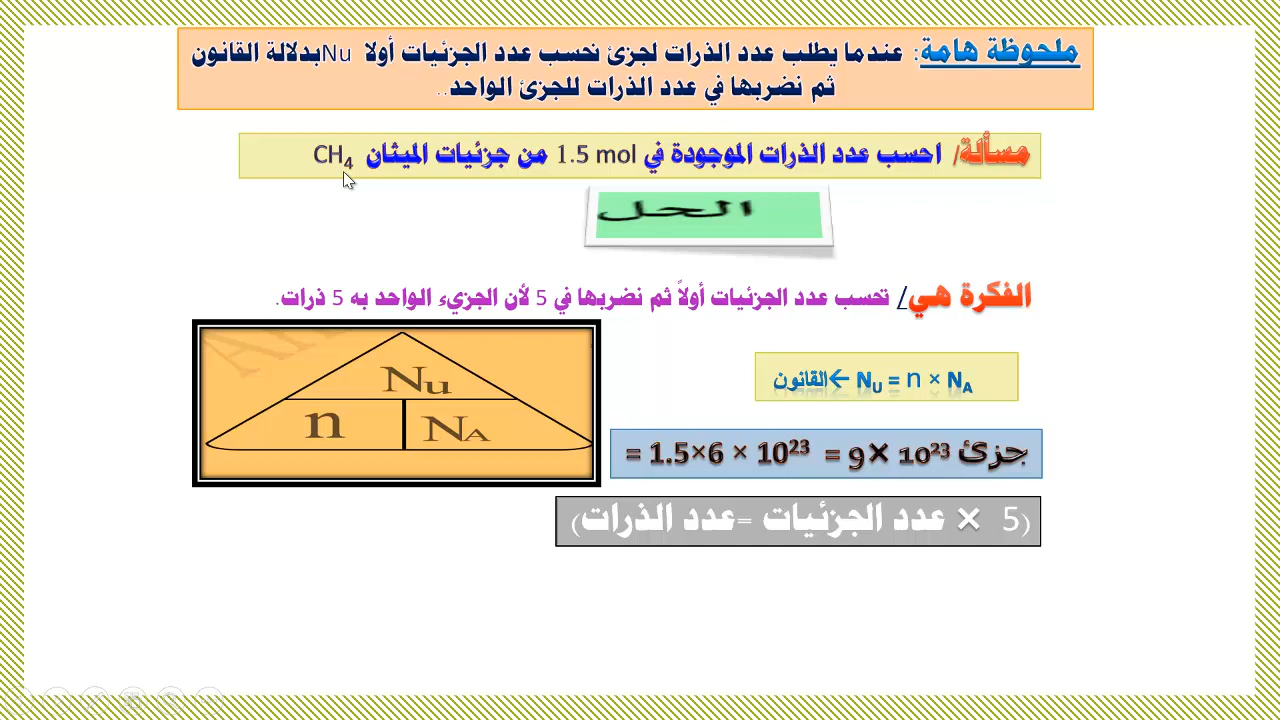 ملحوظة هامة: عندما يطلب عدد الذرات لجزئ نحسب عدد الجزئيات أولا Nu بدلالة القانون
ثم نضربها في عدد الذرات للجزئ الواحد..
مسألة/ احسب عدد الذرات الموجودة في 1.5 mol من جزئيات الميثان CH₄
الحل
الفكرة هي/ نحسب عدد الجزئيات أولاً ثم نضربها في 5 لأن الجزيء الواحد به 5 ذرات.
Nu
n NA
القانون ← NU = n × NA
= 1.5×6 × 10²³ = 9× 10²³ جزئ
(عدد الذرات= عدد الجزئيات × 5)